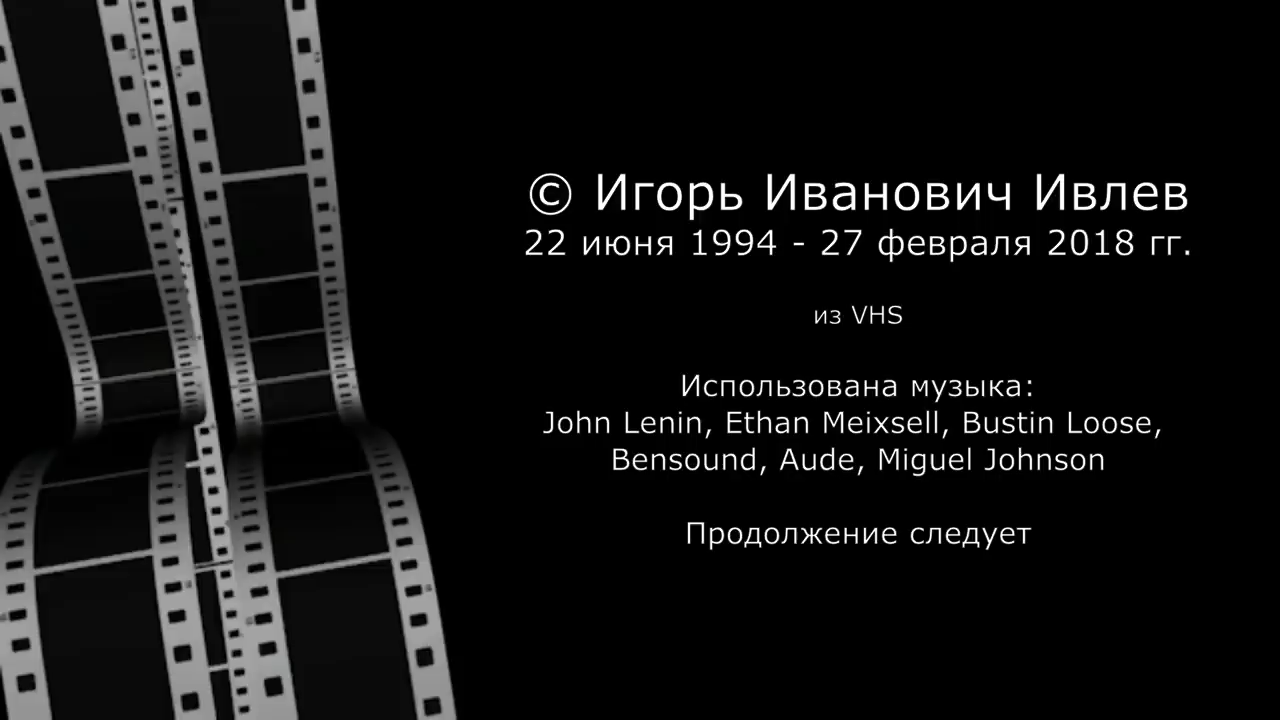 © Игорь Иванович Ивлев
22 июня 1994 - 27 февраля 2018 гг.
из VHS
Использована музыка:
John Lenin, Ethan Meixsell, Bustin Loose,
Bensound, Aude, Miguel Johnson
Продолжение следует